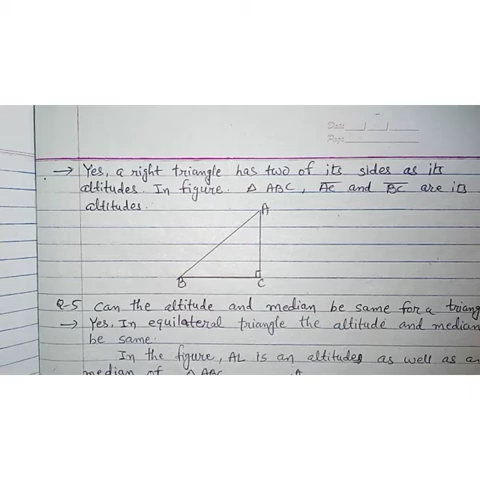 Date
Page
→ Yes, a right triangle has two of its sides as its
altitudes. In figure. △ ABC, AC and BC are its
altitudes.
A
B
C
Q-5 Can the altitude and median be same for a triang
→ Yes, In equilateral triangle the altitude and median
be same.
In the figure, AL is an altitudes as well as an
median of △ ABC
A